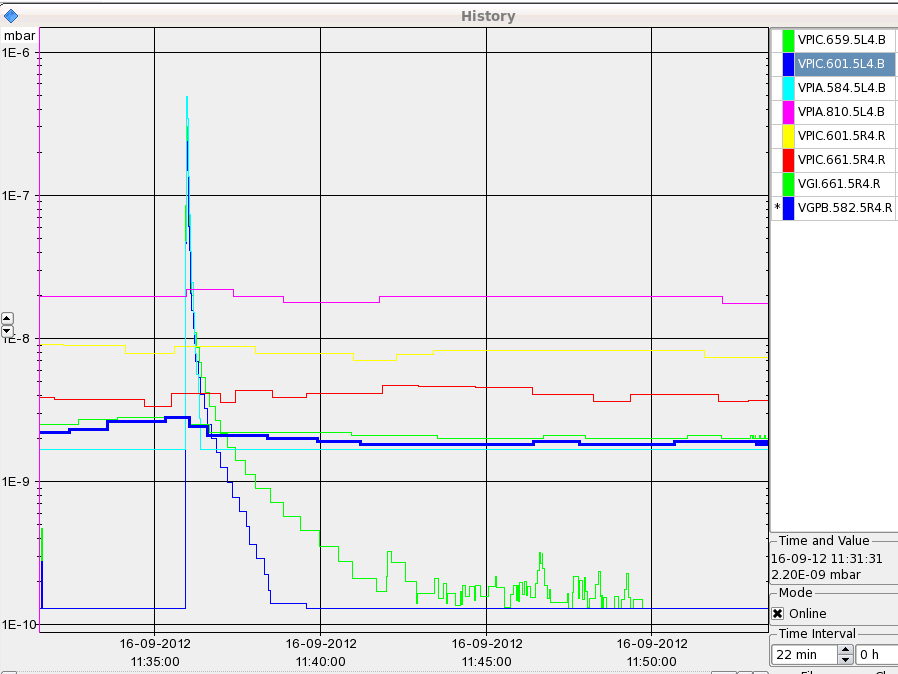 History
mbar
1E-6
1E-7
1E-8
1E-9
1E-10
16-09-2012
11:35:00
16-09-2012
11:40:00
16-09-2012
11:45:00
16-09-2012
11:50:00
VPIC.659.5L4.B
VPIC.601.5L4.B
VPIA.584.5L4.B
VPIA.810.5L4.B
VPIC.601.5R4.R
VPIC.661.5R4.R
VGI.661.5R4.R
* VGPB.582.5R4.R
Time and Value
16-09-12 11:31:31
2.20E-09 mbar
Mode
Online
Time Interval
22 min 0 h